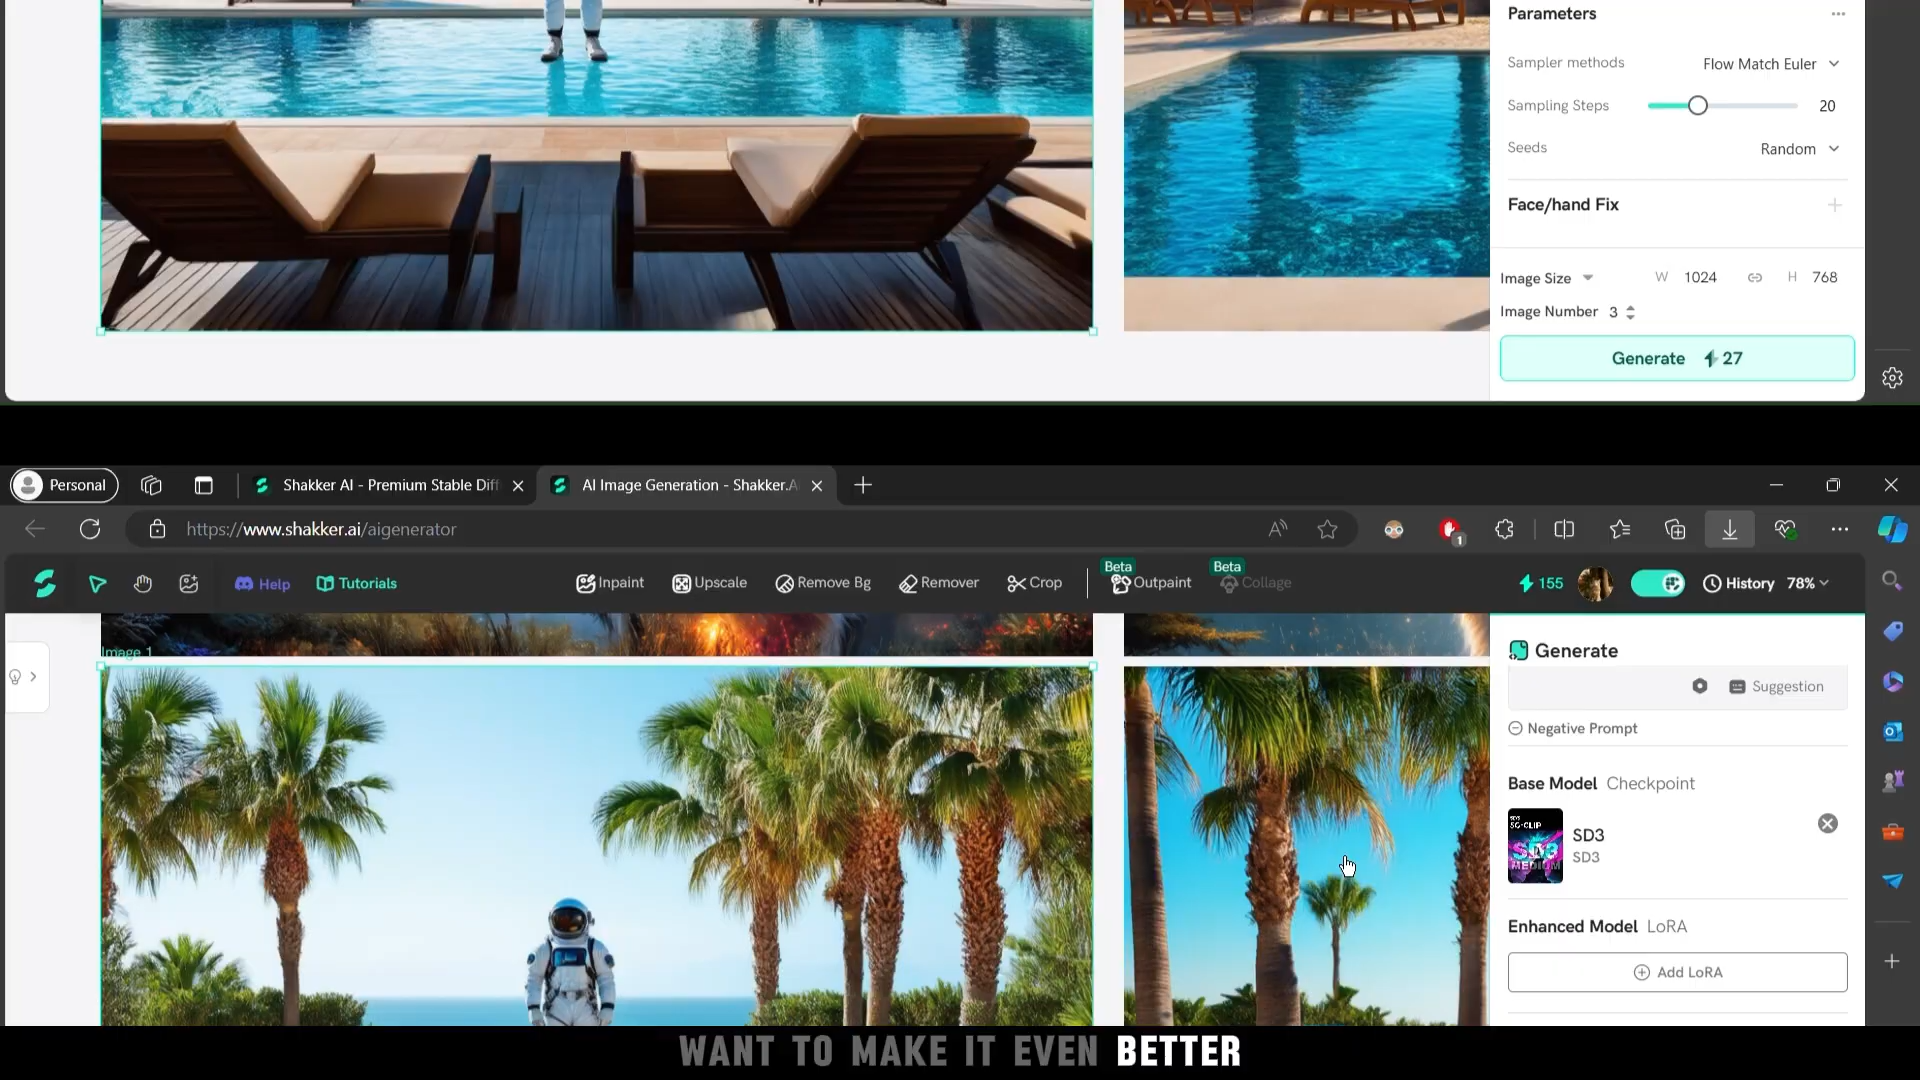 Parameters
Sampler methods Flow Match Euler
Sampling Steps 20
Seeds Random
Face/hand Fix
Image Size W 1024 H 768
Image Number 3
Generate 27
Personal Shakker AI - Premium Stable Diff AI Image Generation - Shakker.A
https://www.shakker.ai/aigenerator
1
Help Tutorials Inpaint Upscale Remove Bg Remover Crop Beta Outpaint Beta Collage 155 History 78%
Image 1
Generate
Suggestion
Negative Prompt
Base Model Checkpoint
SD3
SD3
Enhanced Model LoRA
Add LoRA
WANT TO MAKE IT EVEN BETTER